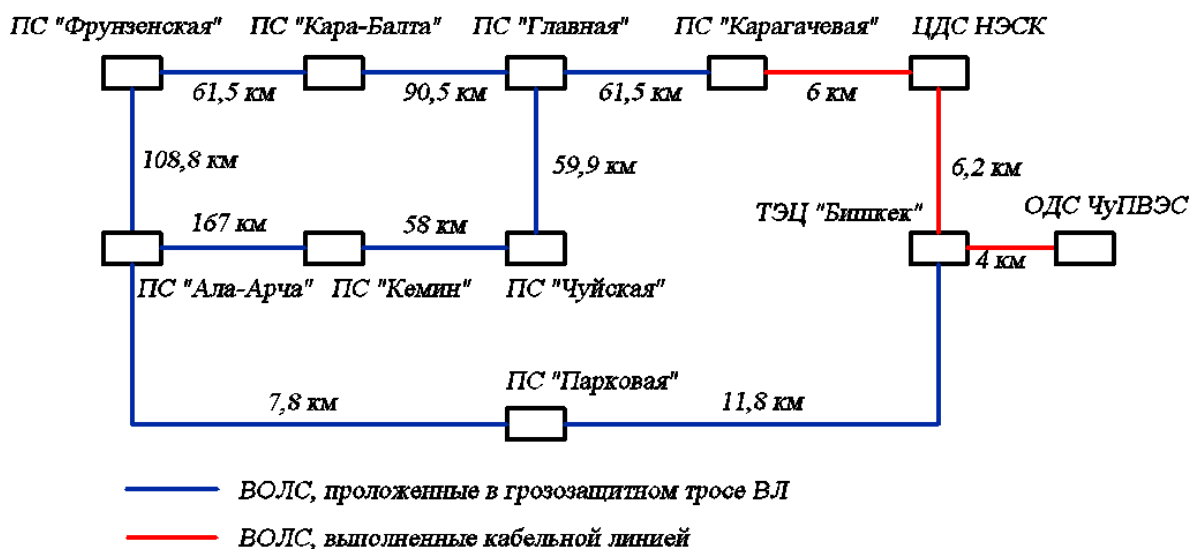 ПС "Фрунзенская" ПС "Кара-Балта" ПС "Главная" ПС "Карагачевая" ЦДС НЭСК
61,5 км 90,5 км 61,5 км 6 км
108,8 км 59,9 км 6,2 км
ТЭЦ "Бишкек" ОДС ЧуПВЭС
167 км 58 км 4 км
ПС "Ала-Арча" ПС "Кемин" ПС "Чуйская"
ПС "Парковая"
7,8 км 11,8 км
ВОЛС, проложенные в грозозащитном тросе ВЛ
ВОЛС, выполненные кабельной линией